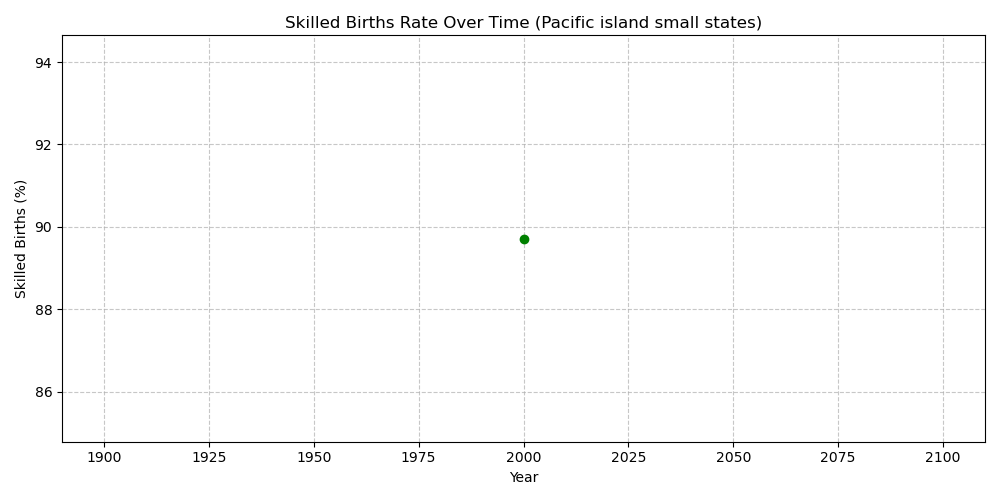 Skilled Births Rate Over Time (Pacific island small states)
Skilled Births (%)
94
92
90
88
86
1900 1925 1950 1975 2000 2025 2050 2075 2100
Year